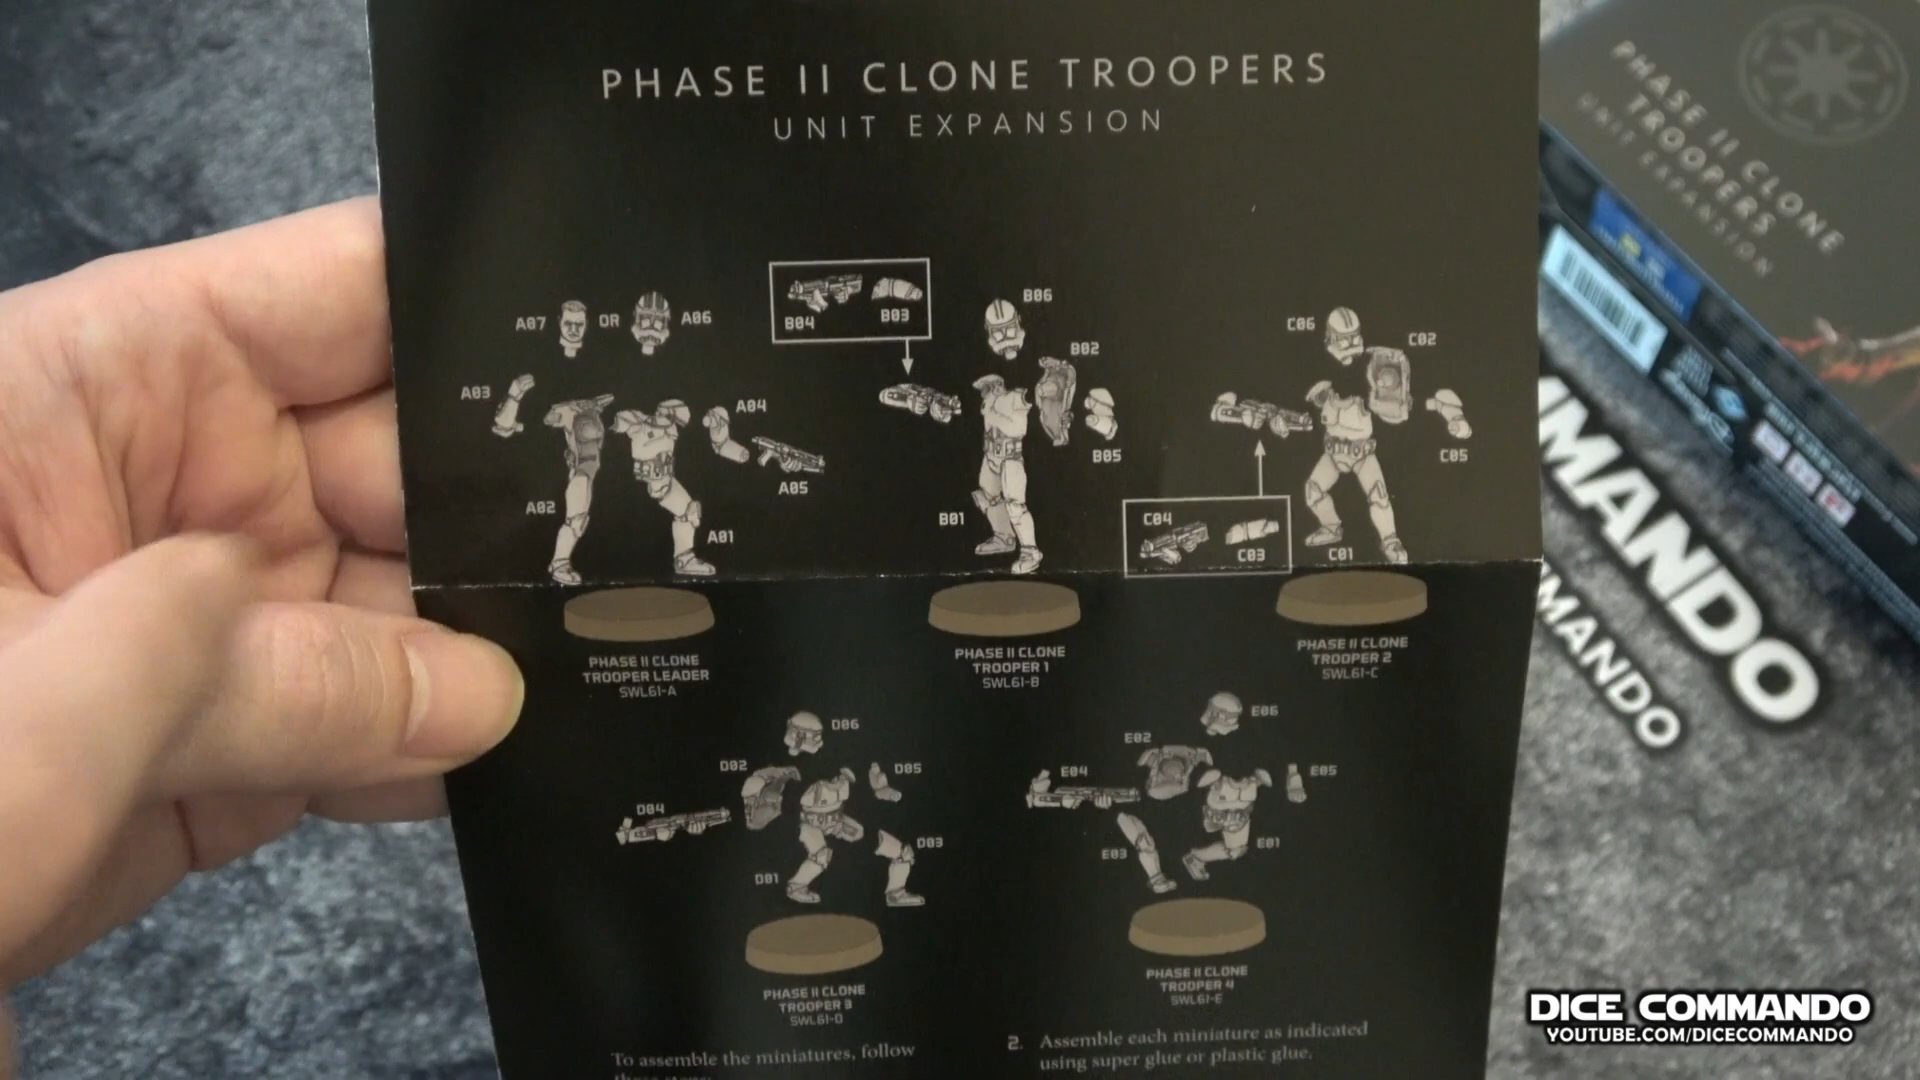 PHASE II CLONE TROOPERS
UNIT EXPANSION
PHASE II CLONE
TROOPERS
UNIT EXPANSION
A07 OR A06
B04 B03
B06
C06
C02
A03
A04
B02
A05
B05
C05
A02
B01
C04
C03
A01
C01
PHASE II CLONE
TROOPER LEADER
SWL61-A
PHASE II CLONE
TROOPER 1
SWL61-B
PHASE II CLONE
TROOPER 2
SWL61-C
D06
E06
D02
D05
E02
E04
E05
D04
D03
E03
E01
D01
PHASE II CLONE
TROOPER 3
SWL61-D
PHASE II CLONE
TROOPER 4
SWL61-E
To assemble the miniatures, follow
2. Assemble each miniature as indicated
using super glue or plastic glue.
MANDO
MANDO
DICE COMMANDO
YOUTUBE.COM/DICECOMMANDO